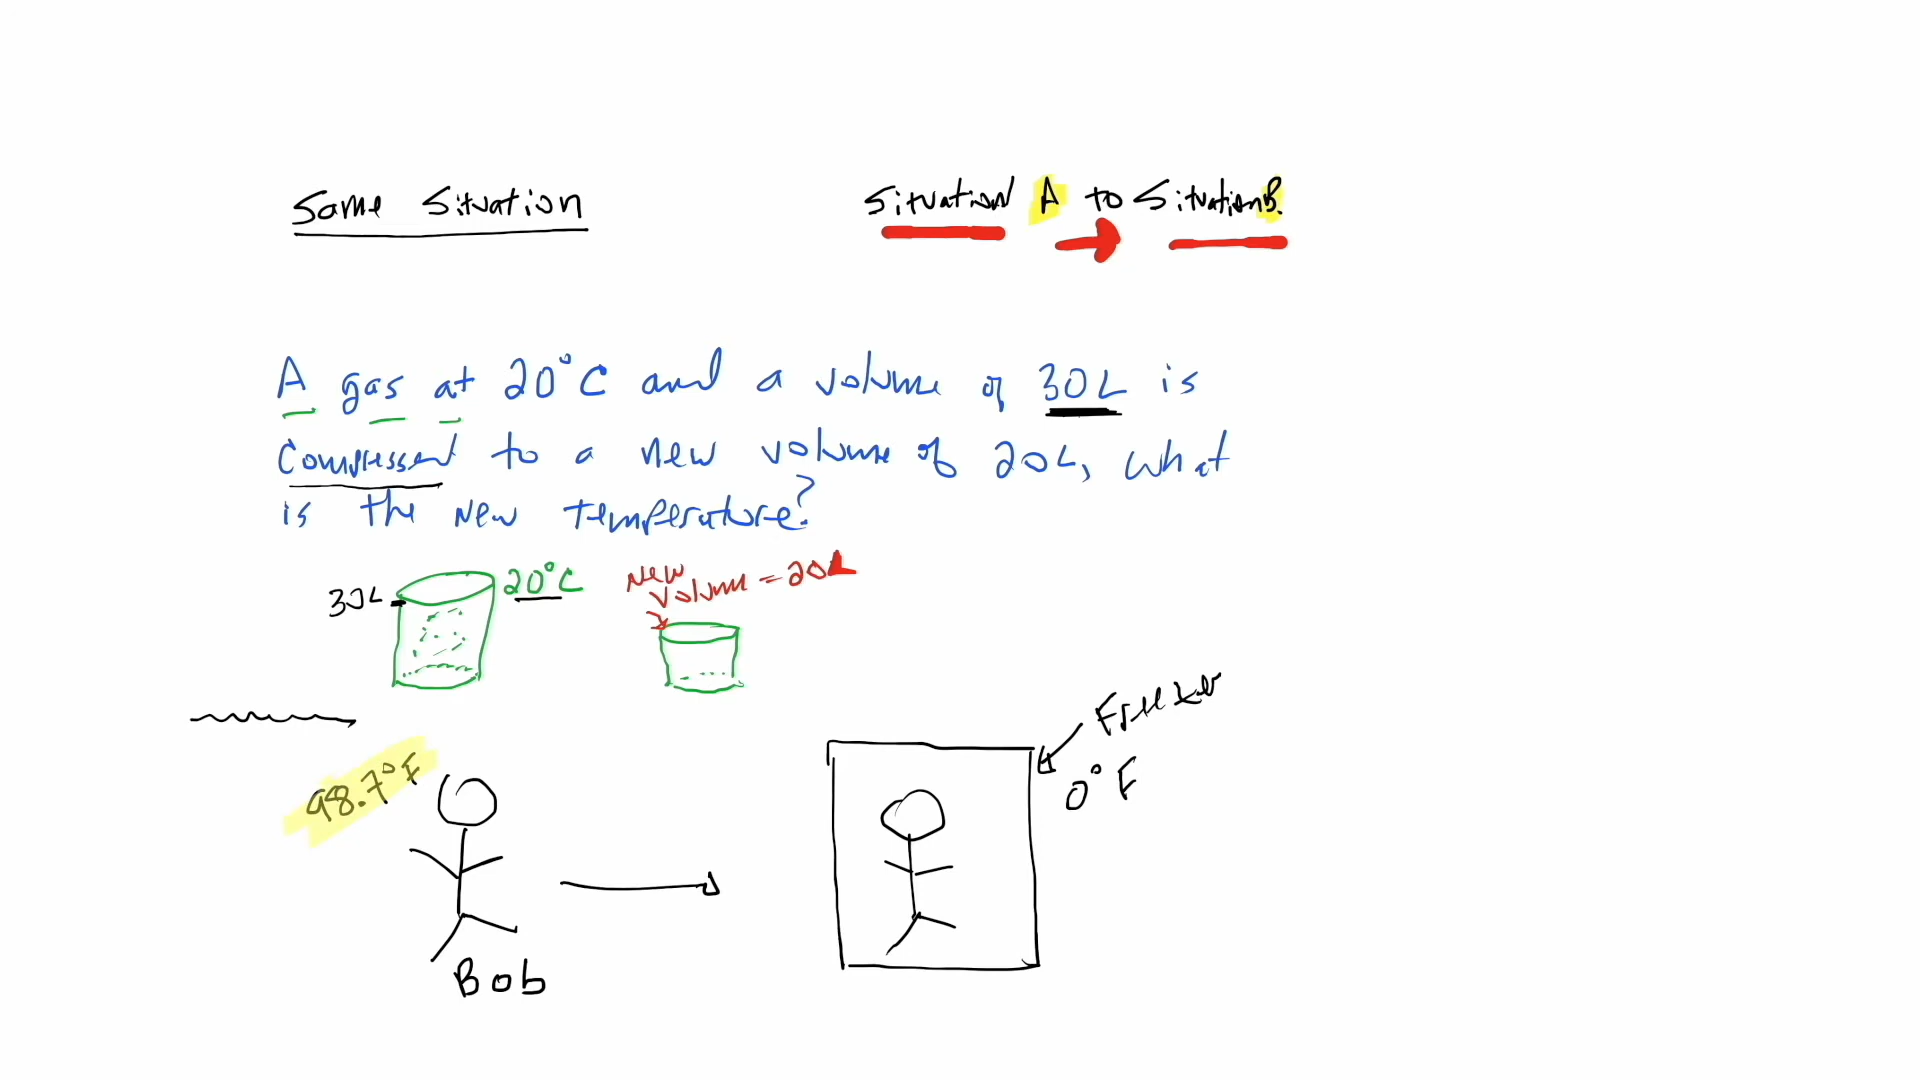 Same Situation
Situation A to Situation B.
A gas at 20°C and a volume of 30L is
Compressed to a new volume of 20L, what
is the new temperature?
30L
20°C
New
Volume = 20L
98.7°F
Freezer
0°F
Bob